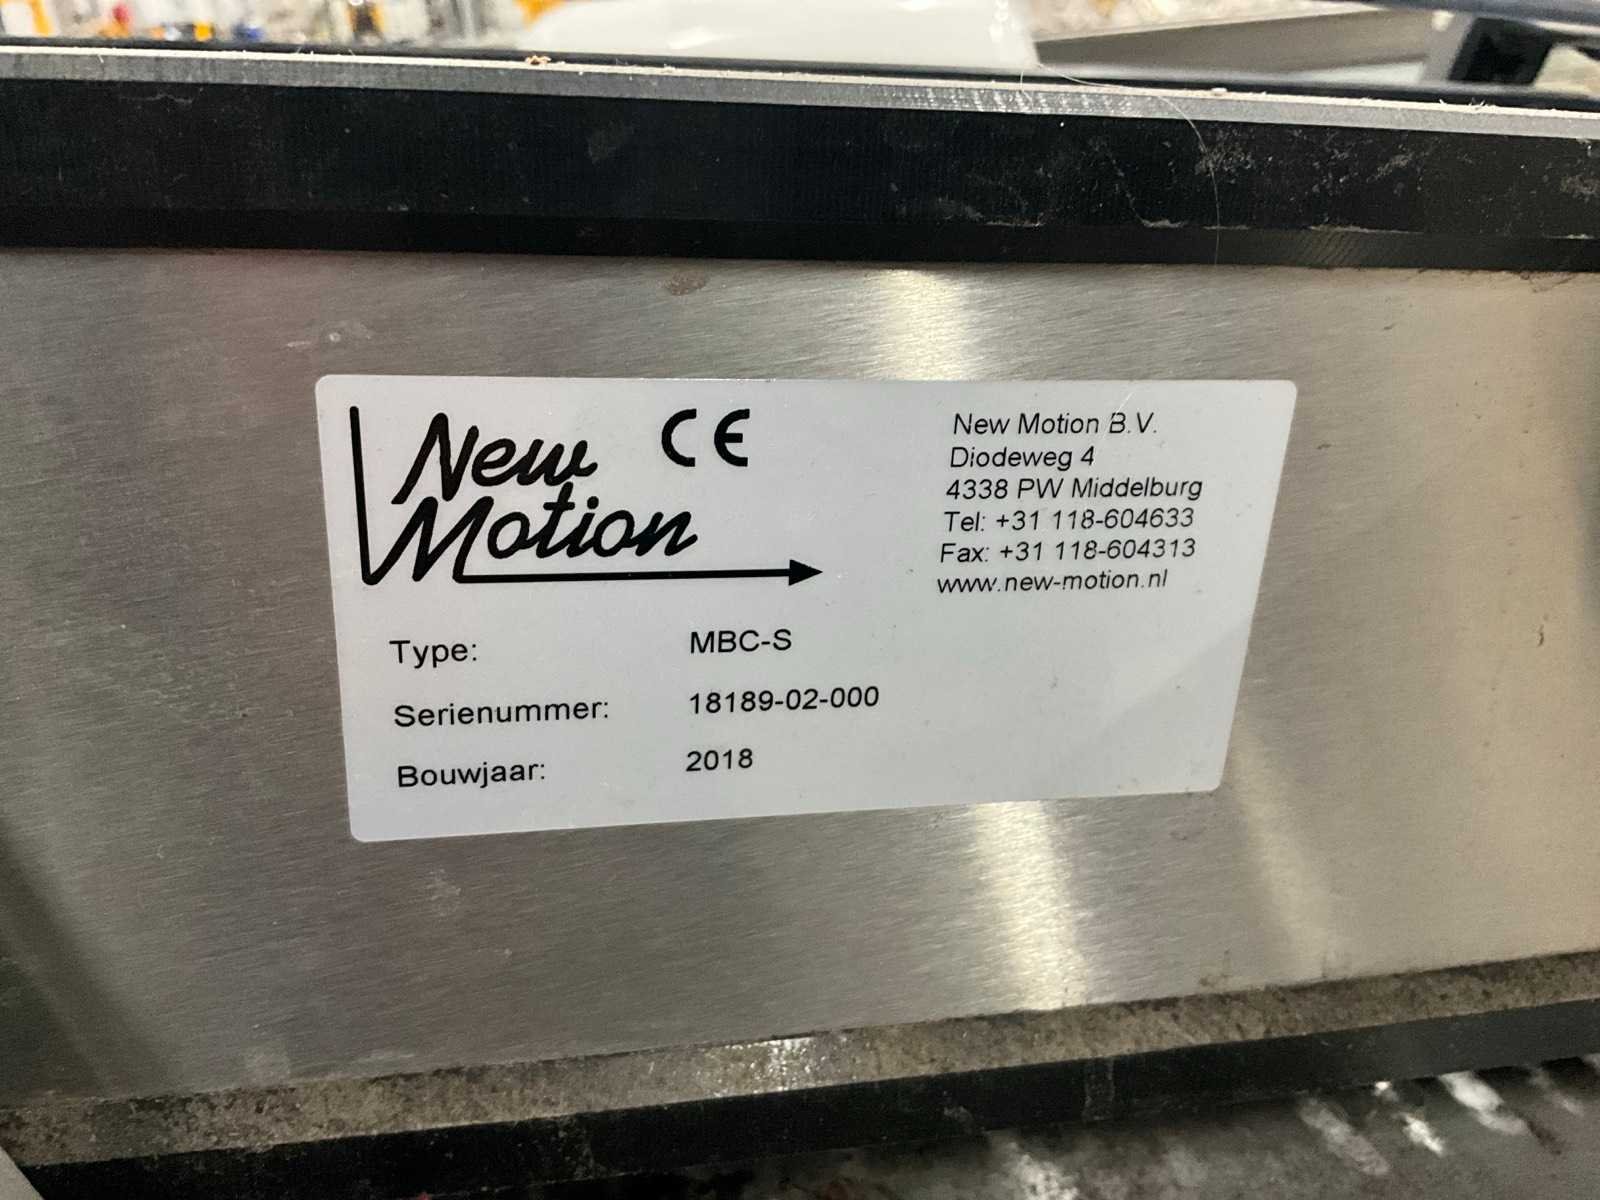 New
Motion
CE
New Motion B.V.
Diodeweg 4
4338 PW Middelburg
Tel: +31 118-604633
Fax: +31 118-604313
www.new-motion.nl
Type: MBC-S
Serienummer: 18189-02-000
Bouwjaar: 2018